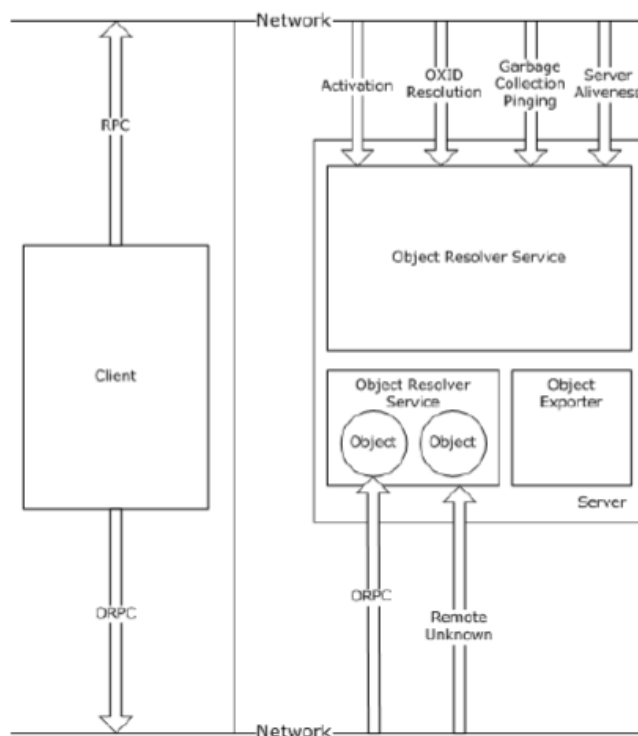 Network
Activation
OXID
Resolution
Garbage
Collection
Pinging
Server
Aliveness
RPC
Object Resolver Service
Client
Object Resolver
Service
Object
Object
Object
Exporter
Server
ORPC
ORPC
Remote
Unknown
Network